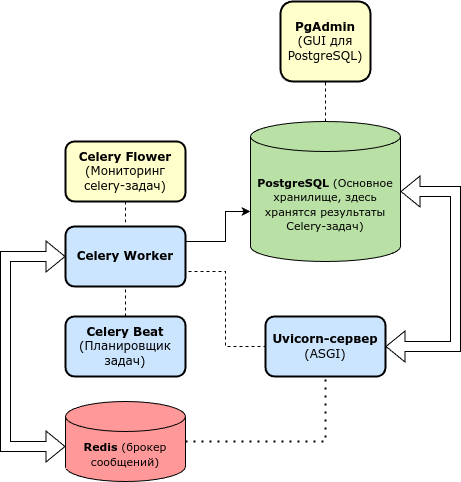 PgAdmin
(GUI для
PostgreSQL)
PostgreSQL (Основное
хранилище, здесь
хранятся результаты
Celery-задач)
Celery Flower
(Мониторинг
celery-задач)
Celery Worker
Celery Beat
(Планировщик
задач)
Uvicorn-сервер
(ASGI)
Redis (брокер
сообщений)